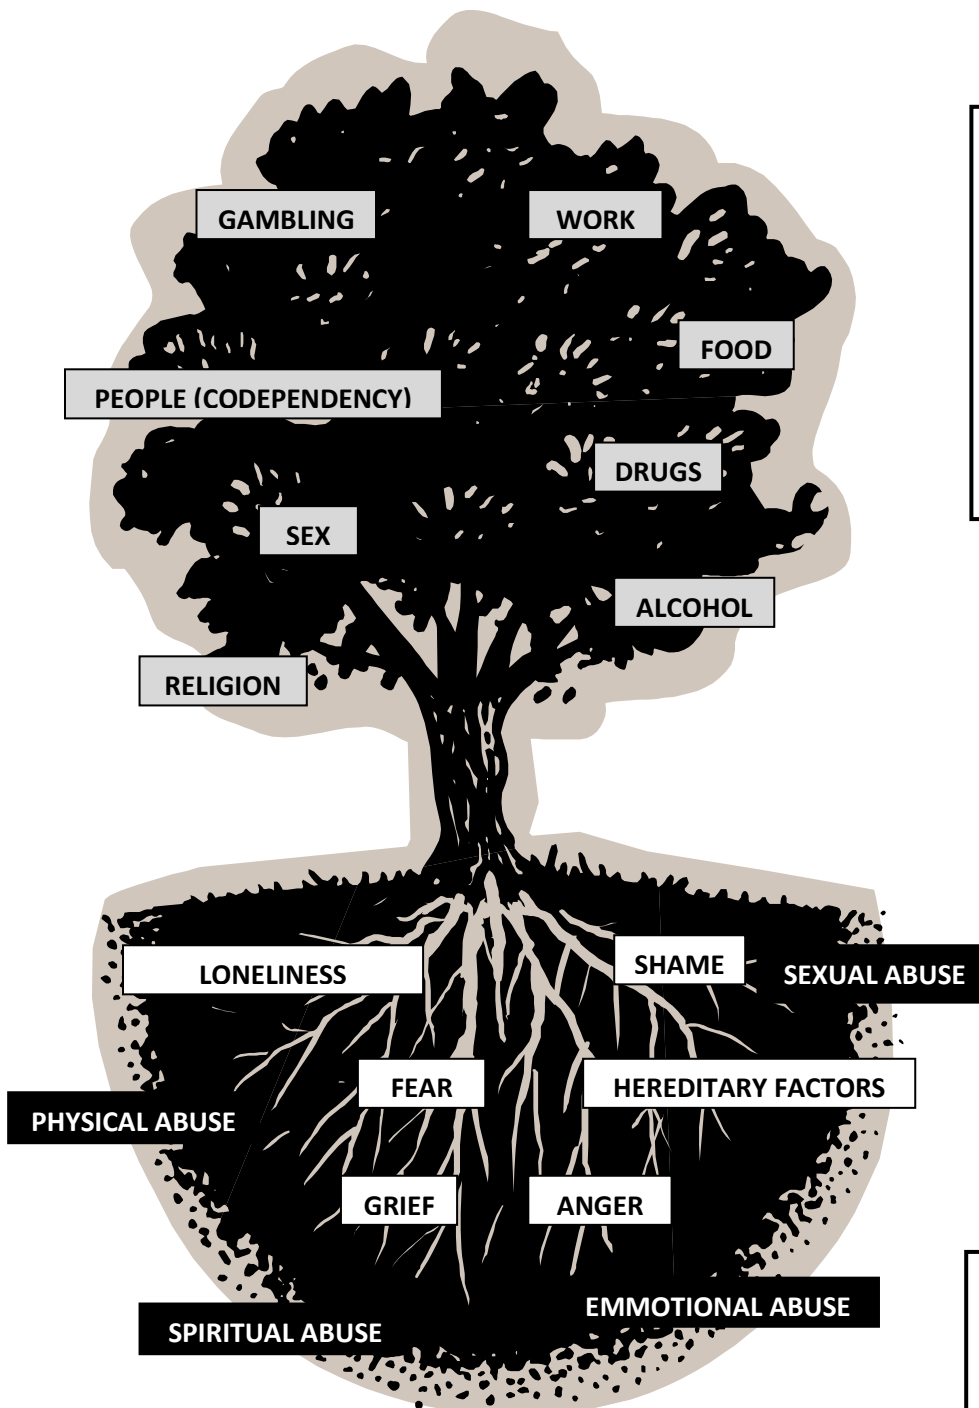 GAMBLING
WORK
FOOD
PEOPLE (CODEPENDENCY)
DRUGS
SEX
ALCOHOL
RELIGION
LONELINESS
SHAME
SEXUAL ABUSE
FEAR
HEREDITARY FACTORS
PHYSICAL ABUSE
GRIEF
ANGER
EMMOTIONAL ABUSE
SPIRITUAL ABUSE